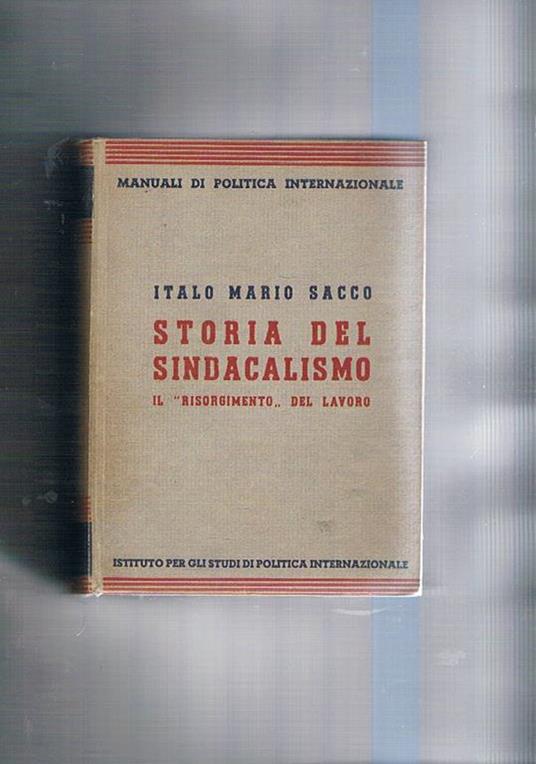 MANUALI DI POLITICA INTERNAZIONALE
ITALO MARIO SACCO
STORIA DEL
SINDACALISMO
IL "RISORGIMENTO„ DEL LAVORO
ISTITUTO PER GLI STUDI DI POLITICA INTERNAZIONALE